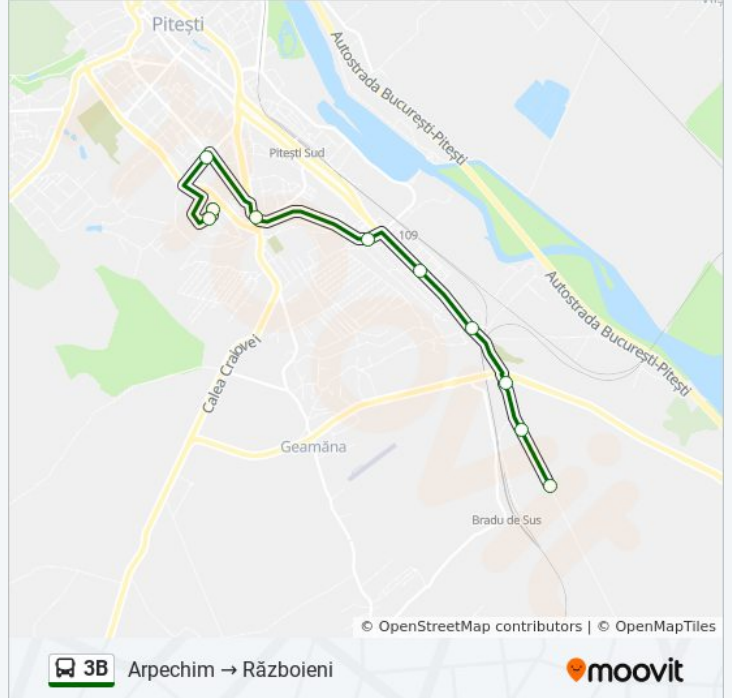 Pitești
Autostrada București-Pitești
Pitești Sud
109
Autostrada București-Pitești
Calea Craiovei
Geamăna
Bradu de Sus
© OpenStreetMap contributors | © OpenMapTiles
3B Arpechim → Războieni
moovit